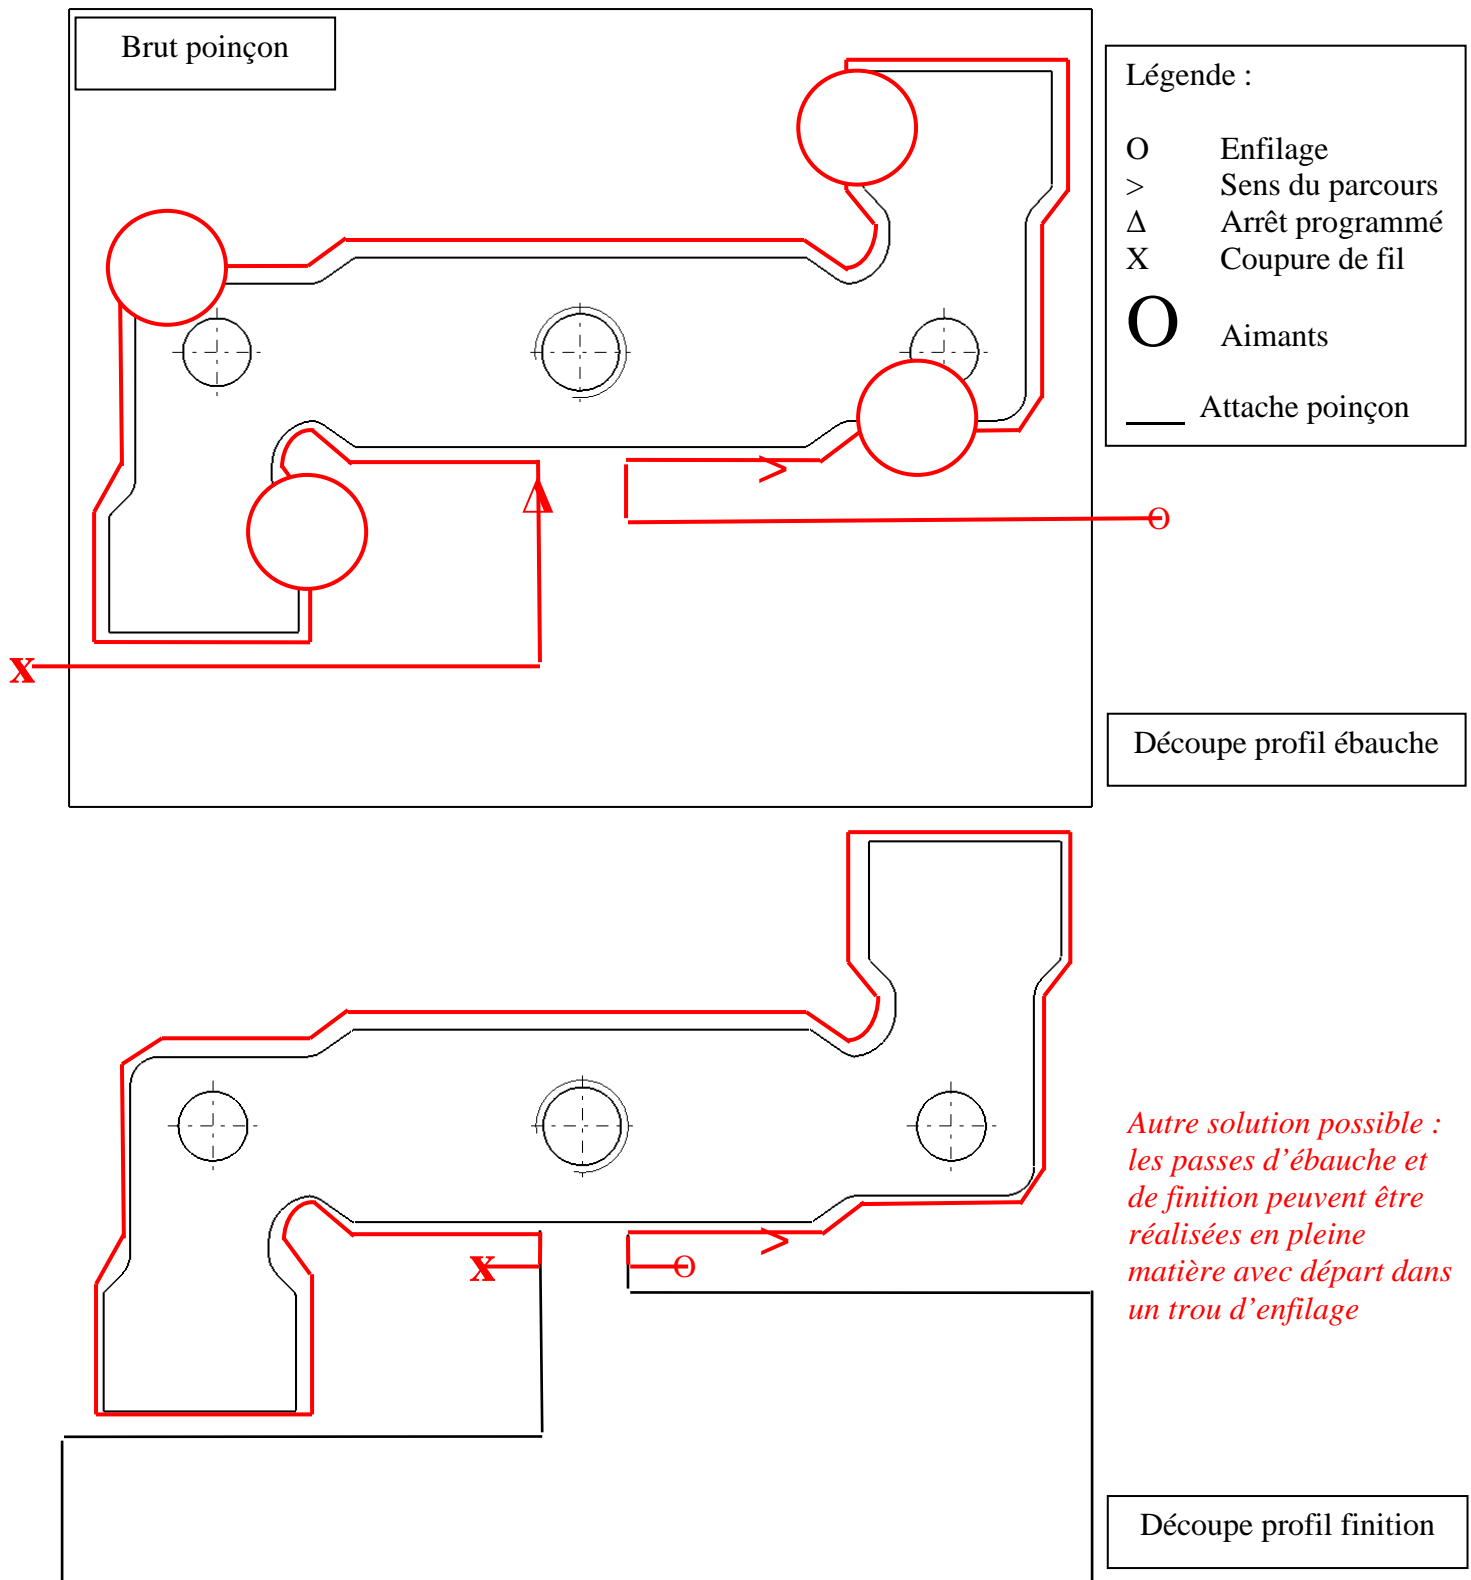 Brut poinçon
Légende :
O Enfilage
> Sens du parcours
Δ Arrêt programmé
X Coupure de fil
O Aimants
___ Attache poinçon
>
Δ
O
X
Découpe profil ébauche
Autre solution possible :
les passes d’ébauche et
de finition peuvent être
réalisées en pleine
matière avec départ dans
un trou d’enfilage
X
O
>
Découpe profil finition